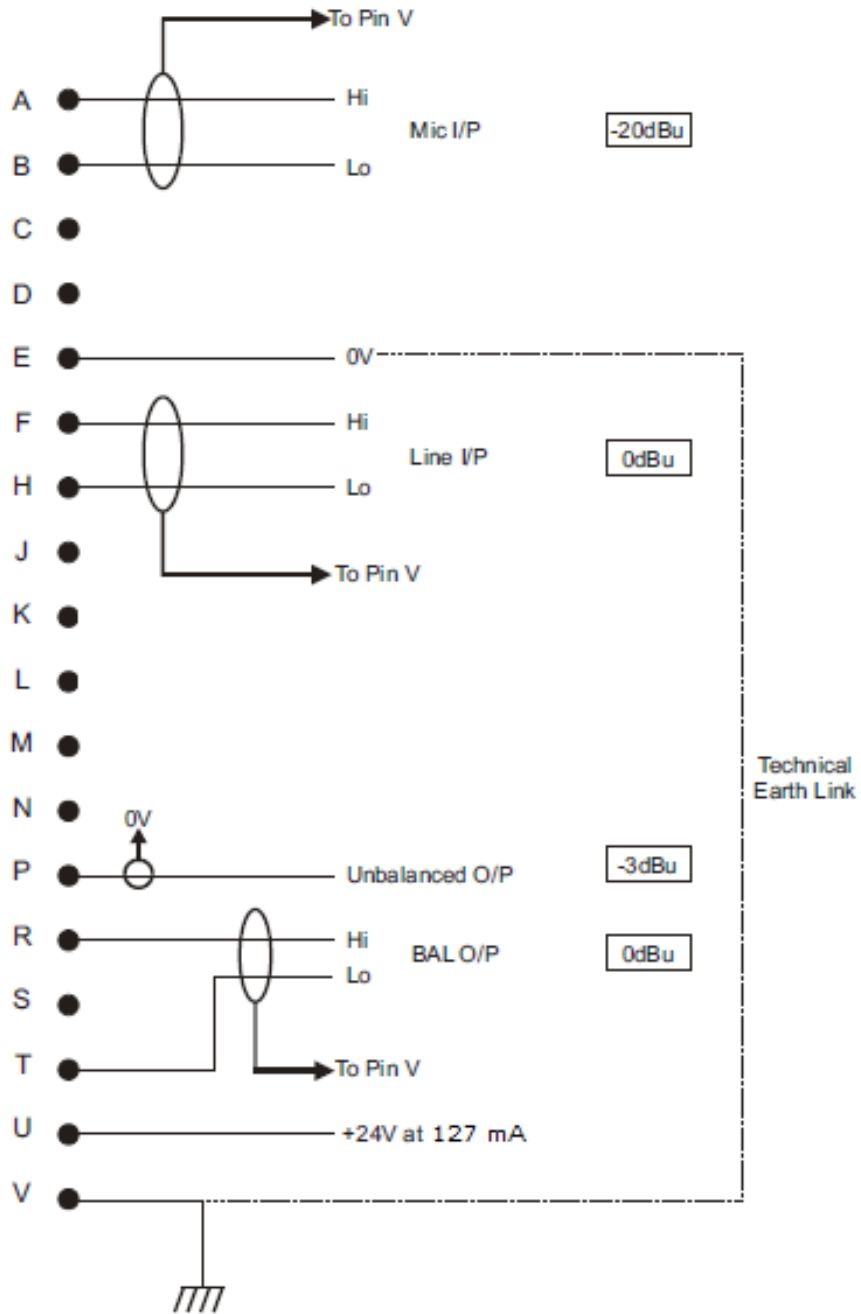 To Pin V
A Hi
Mic I/P -20dBu
B Lo
C
D
E 0V
F Hi
Line I/P 0dBu
H Lo
J
To Pin V
K
L
M
Technical
Earth Link
N
0V
P Unbalanced O/P -3dBu
R Hi
BAL O/P 0dBu
Lo
S
T To Pin V
U +24V at 127 mA
V